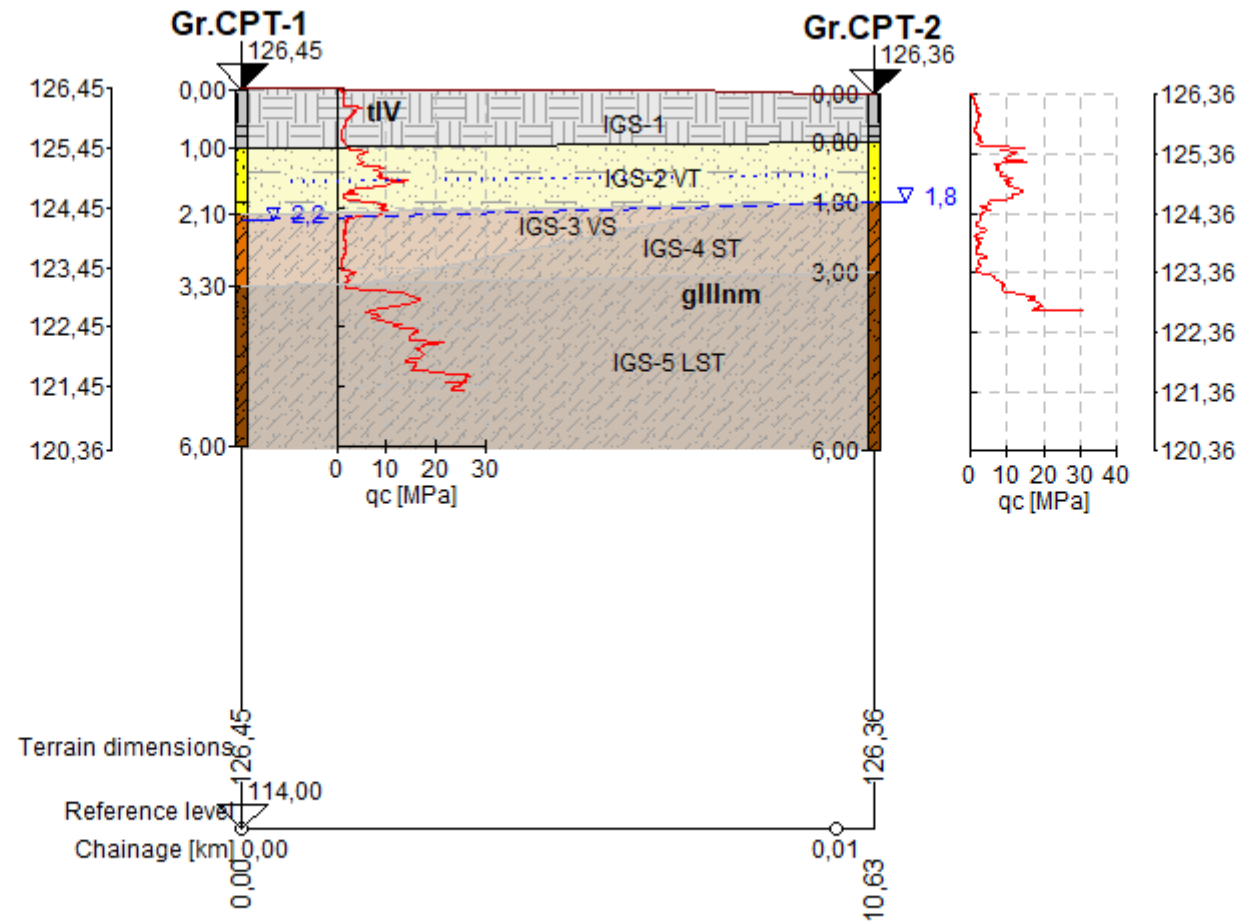 Gr.CPT-1
126,45
Gr.CPT-2
126,36
126,45
125,45
124,45
123,45
122,45
121,45
120,36
0,00
1,00
2,10
3,30
6,00
tIV
IGS-1
IGS-2 VT
2,2
IGS-3 VS
IGS-4 ST
gIIInm
IGS-5 LST
0 10 20 30
qc [MPa]
0,00
0,80
1,80
3,00
6,00
1,8
0 10 20 30 40
qc [MPa]
126,36
125,36
124,36
123,36
122,36
121,36
120,36
Terrain dimensions
126,45
126,36
114,00
Reference level
Chainage [km] 0,00
0,01
0,00
10,63